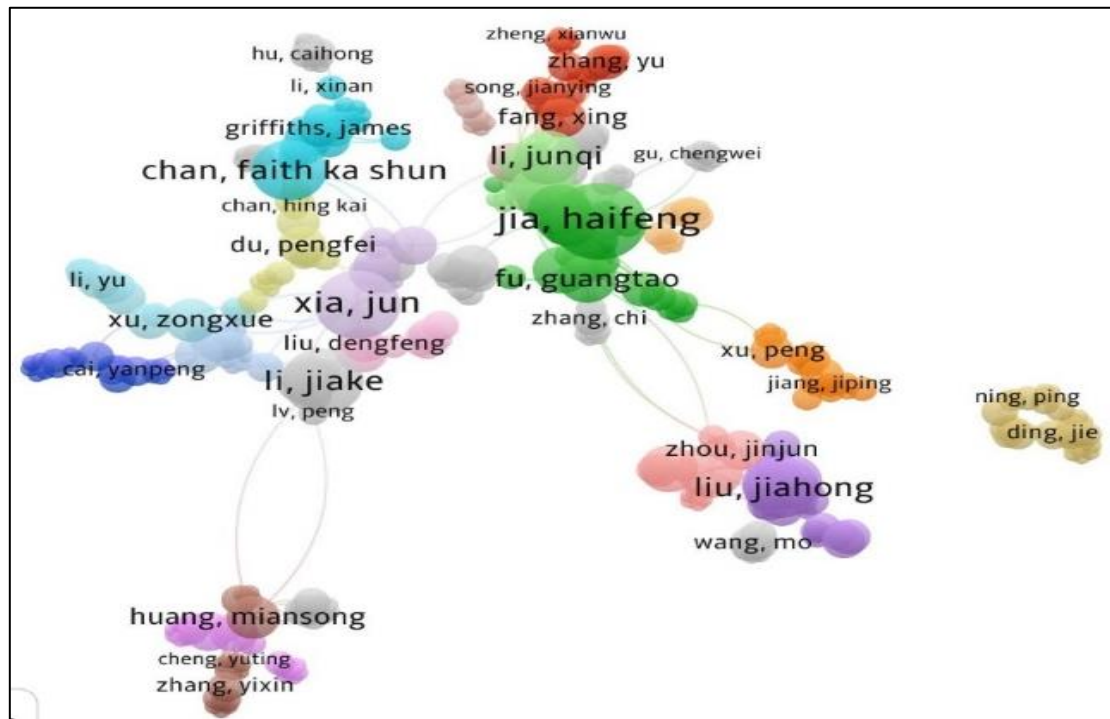 zheng, xianwu
hu, caihong
zhang, yu
li, xinan
song, jianying
griffiths, james
fang, xing
li, junqi
gu, chengwei
chan, faith ka shun
chan, hing kai
jia, haifeng
du, pengfei
li, yu
fu, guangtao
xia, jun
xu, zongxue
zhang, chi
liu, dengfeng
xu, peng
cai, yanpeng
li, jiake
jiang, jiping
ning, ping
lv, peng
ding, jie
zhou, jinjun
liu, jiahong
wang, mo
huang, miansong
cheng, yuting
zhang, yixin